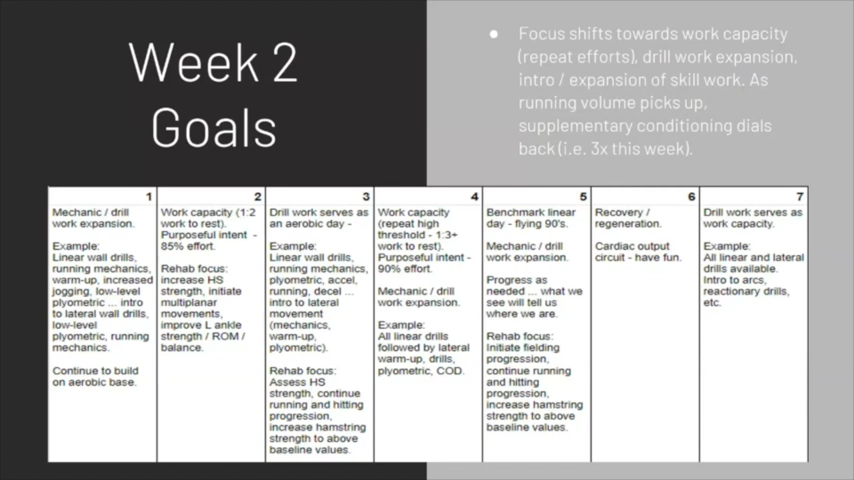 Week 2
Goals
● Focus shifts towards work capacity
(repeat efforts), drill work expansion,
intro / expansion of skill work. As
running volume picks up,
supplementary conditioning dials
back (i.e. 3x this week).
1
Mechanic / drill
work expansion.
Example:
Linear wall drills,
running mechanics,
warm-up, increased
jogging, low-level
plyometric ... intro
to lateral wall drills,
low-level
plyometric, running
mechanics.
Continue to build
on aerobic base.
2
Work capacity (1:2
work to rest).
Purposeful intent -
85% effort.
Rehab focus:
increase HS
strength, initiate
multiplanar
movements,
improve L ankle
strength / ROM /
balance.
3
Drill work serves as
an aerobic day -
Example:
Linear wall drills,
running mechanics,
plyometric, accel,
running, decel ...
intro to lateral
movement
(mechanics,
warm-up,
plyometric).
Rehab focus:
Assess HS
strength, continue
running and hitting
progression,
increase hamstring
strength to above
baseline values.
4
Work capacity
(repeat high
threshold - 1:3+
work to rest).
Purposeful intent -
90% effort.
Mechanic / drill
work expansion.
Example:
All linear drills
followed by lateral
warm-up, drills,
plyometric, COD.
5
Benchmark linear
day - flying 90's.
Mechanic / drill
work expansion.
Progress as
needed ... what we
see will tell us
where we are.
Rehab focus:
Initiate fielding
progression,
continue running
and hitting
progression,
increase hamstring
strength to above
baseline values.
6
Recovery /
regeneration.
Cardiac output
circuit - have fun.
7
Drill work serves as
work capacity.
Example:
All linear and lateral
drills available.
Intro to arcs,
reactionary drills,
etc.